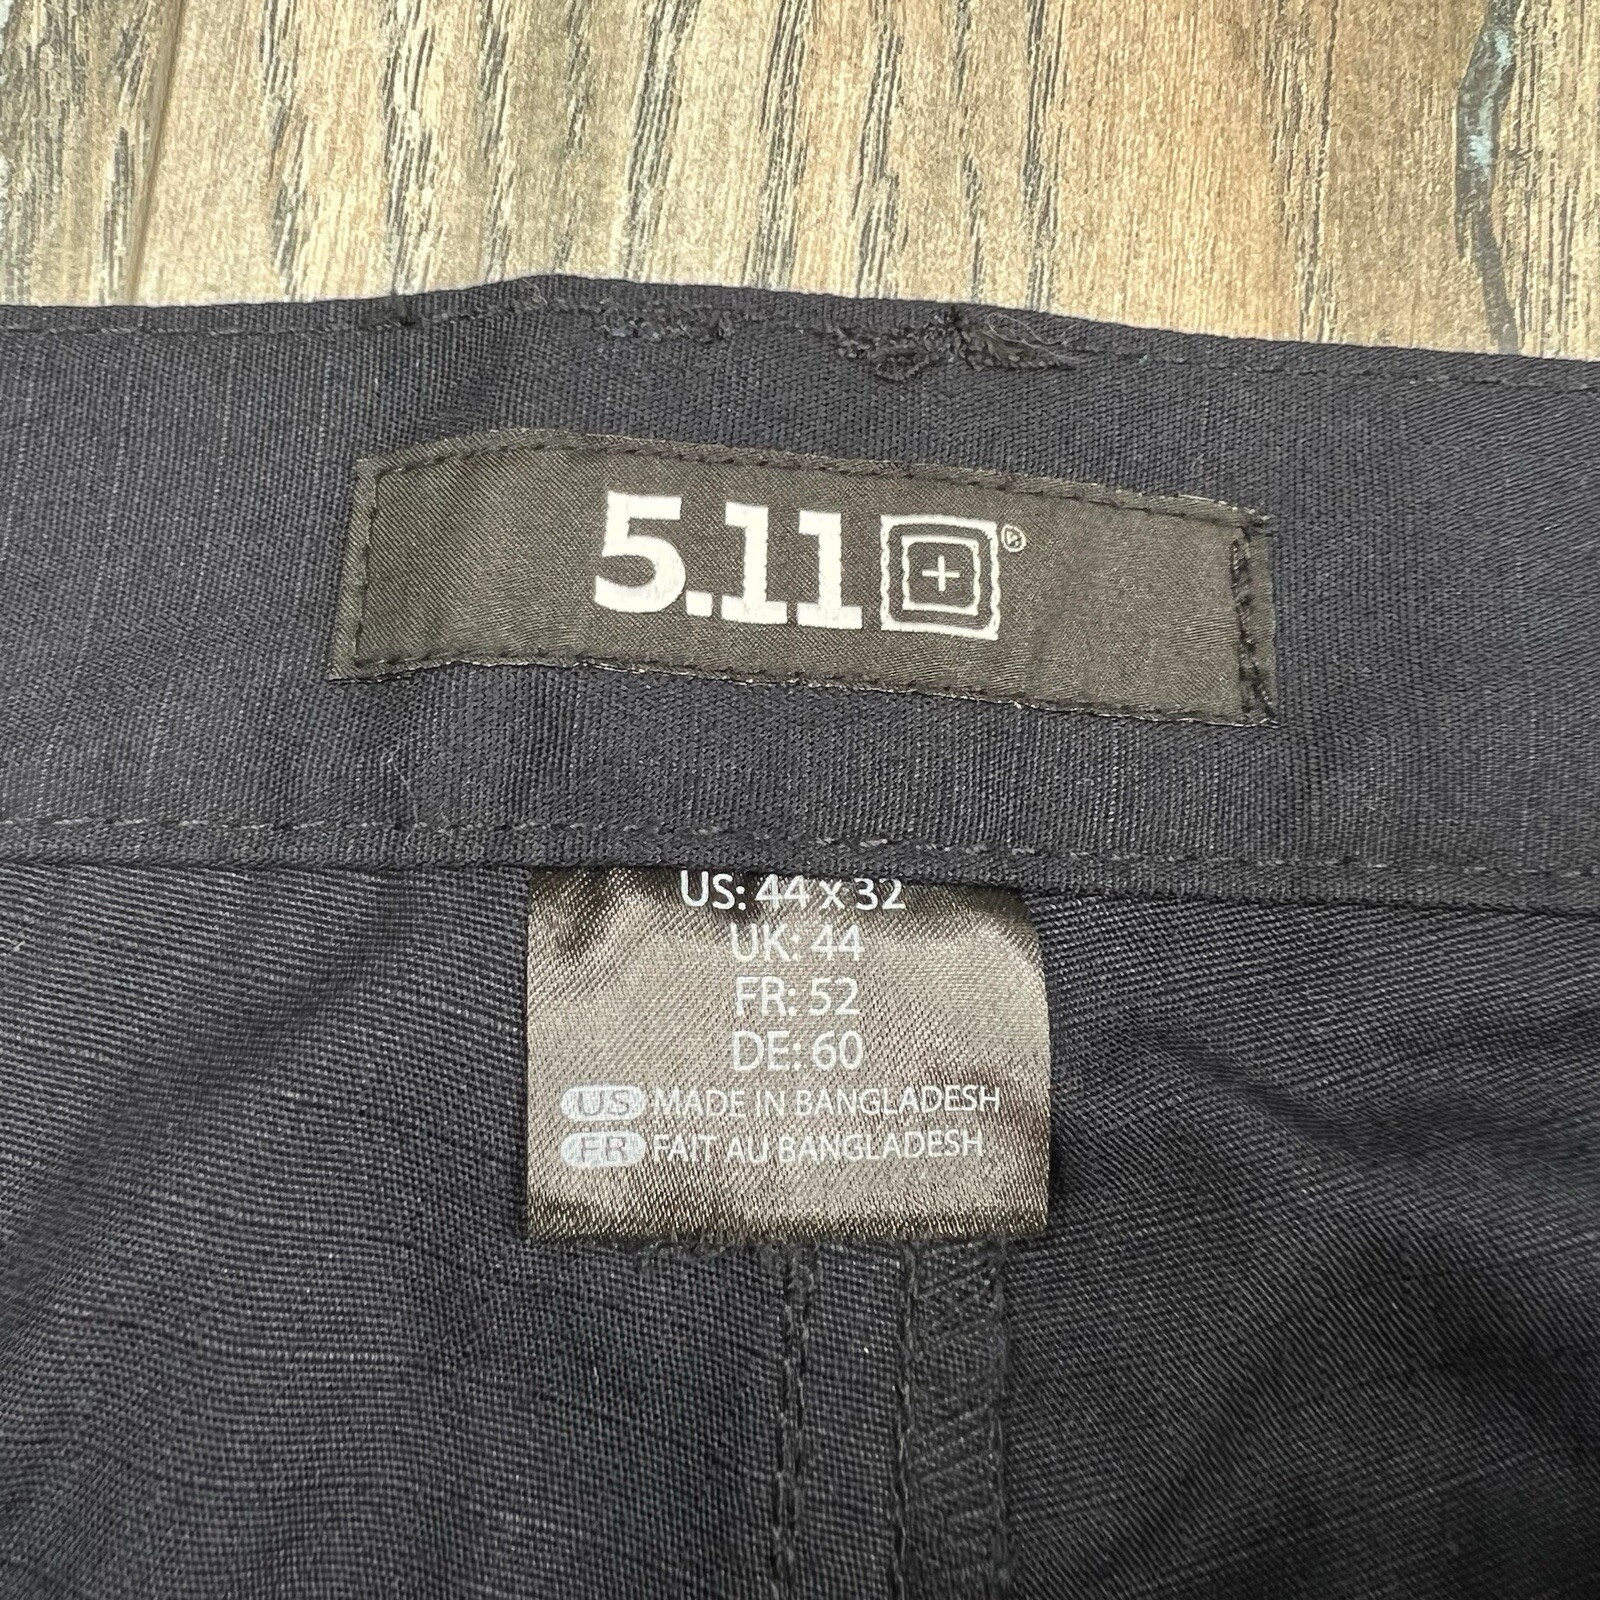 5.11®
US: 44 x 32
UK: 44
FR: 52
DE: 60
US MADE IN BANGLADESH
FR FAIT AU BANGLADESH